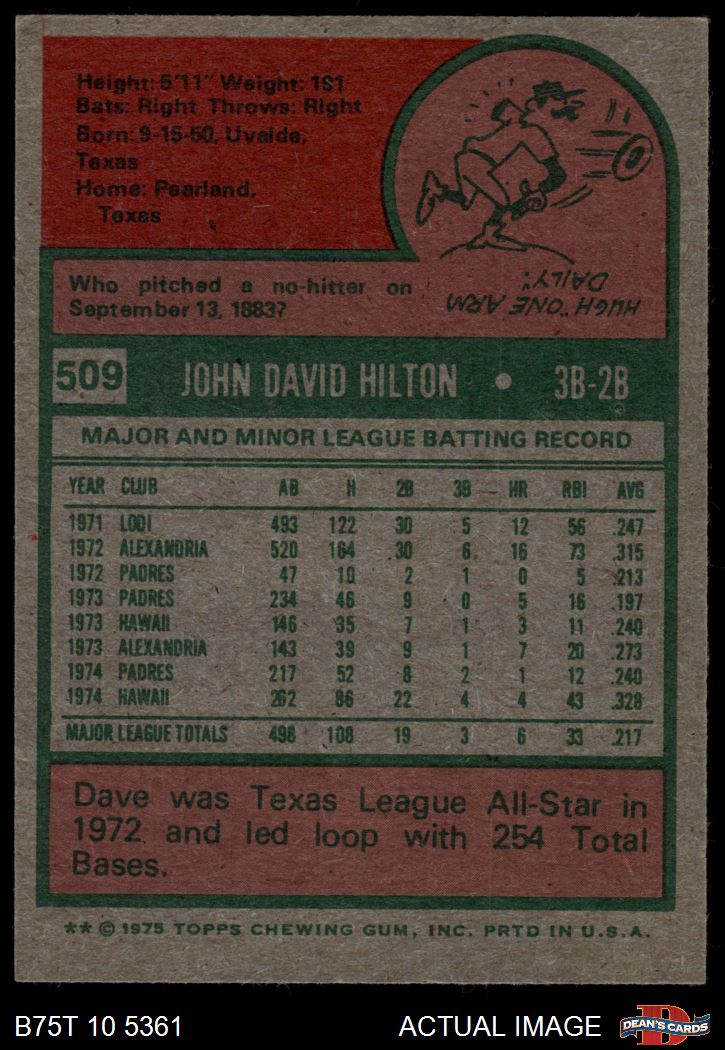 Height: 5'11" Weight: 191
Bats: Right Throws: Right
Born: 9-15-50, Uvalde,
Texas
Home: Pearland,
Texas
Who pitched a no-hitter on
September 13, 1883?
HUGH "ONE ARM
DAILY".
509 JOHN DAVID HILTON • 3B-2B
MAJOR AND MINOR LEAGUE BATTING RECORD
YEAR CLUB AB H 2B 3B HR RBI AVG
1971 LODI 493 122 30 5 12 56 .247
1972 ALEXANDRIA 520 164 30 6 16 73 .315
1972 PADRES 47 10 2 1 0 5 .213
1973 PADRES 234 46 9 0 5 16 .197
1973 HAWAII 146 35 7 1 3 11 .240
1973 ALEXANDRIA 143 39 9 1 7 20 .273
1974 PADRES 217 52 8 2 1 12 .240
1974 HAWAII 262 86 22 4 4 43 .328
MAJOR LEAGUE TOTALS 498 108 19 3 6 33 .217
Dave was Texas League All-Star in
1972 and led loop with 254 Total
Bases.
** © 1975 TOPPS CHEWING GUM, INC. PRTD IN U.S.A.
B75T 10 5361 ACTUAL IMAGE DEAN'S CARDS